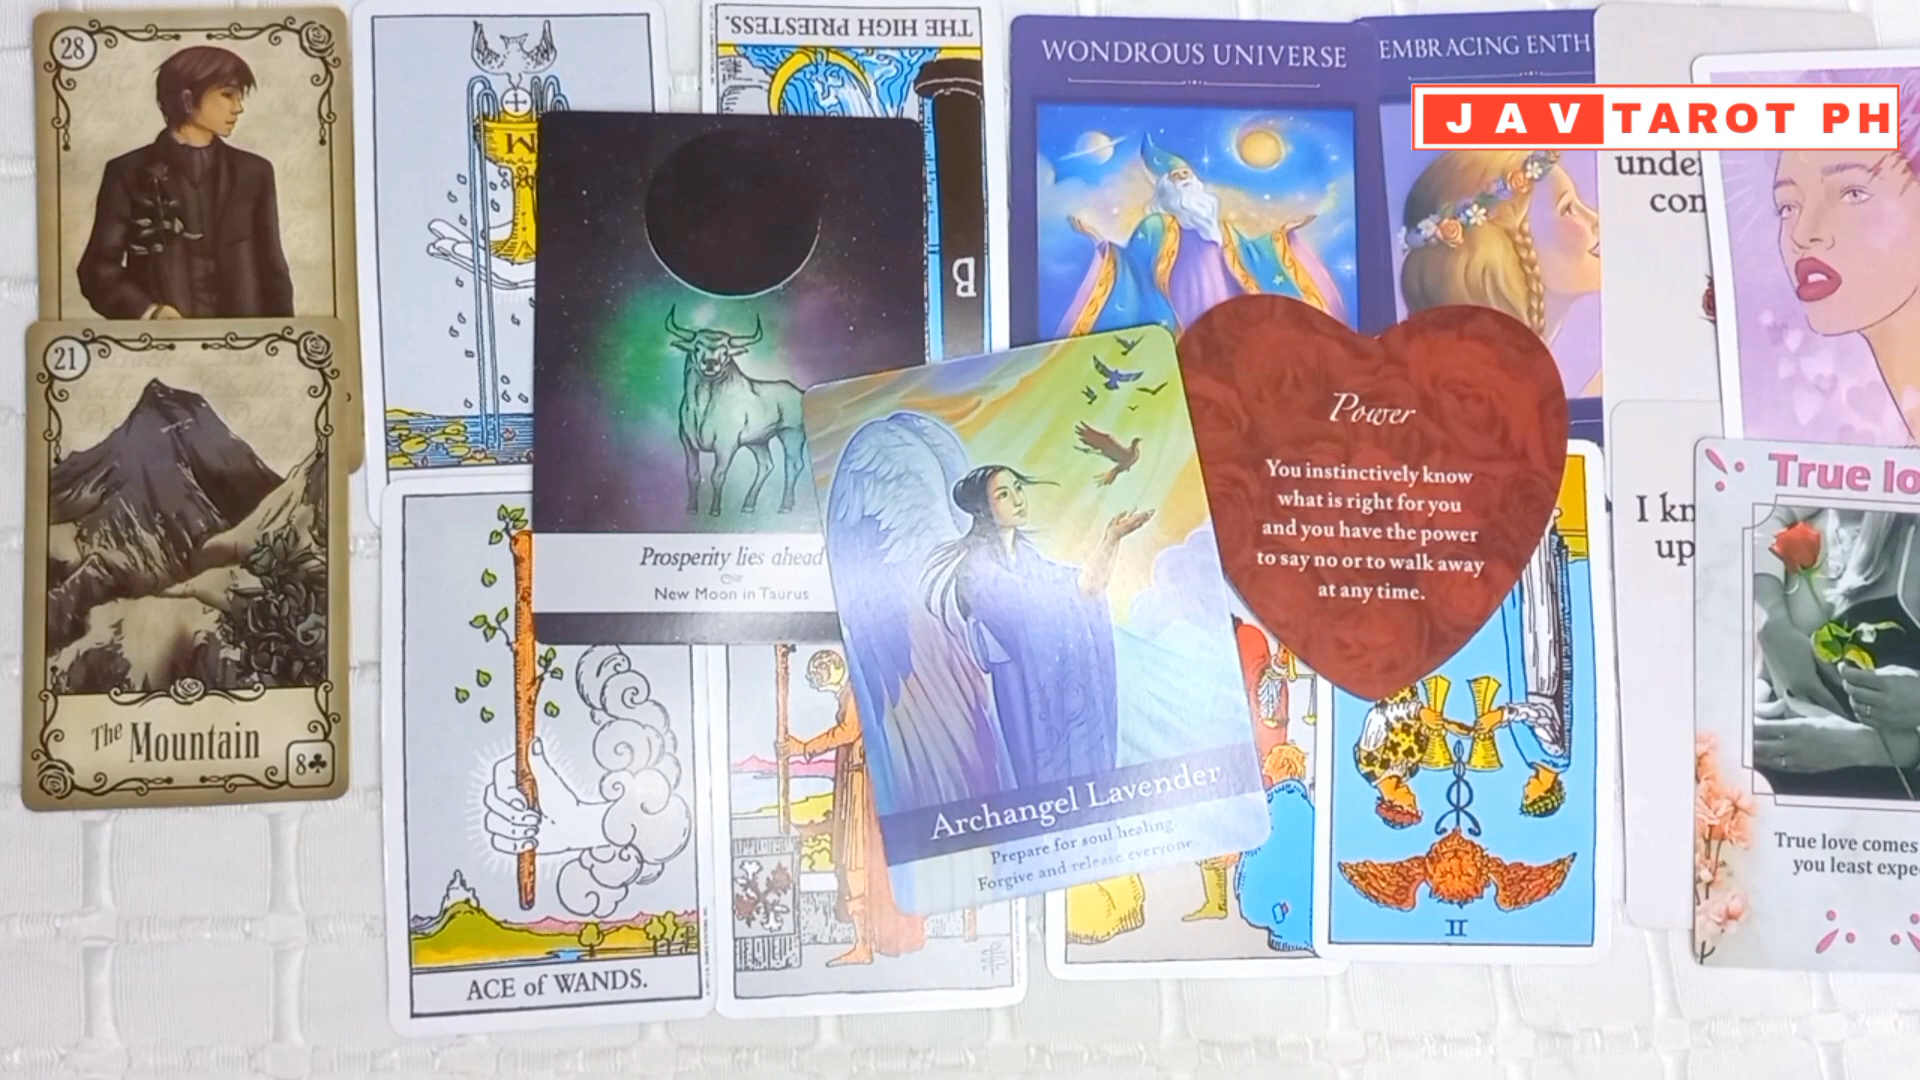 28
THE HIGH PRIESTESS.
B
WONDROUS UNIVERSE
EMBRACING ENTH
JAV TAROT PH
unde
con
21
The Mountain
8♣
Prosperity lies ahead
New Moon in Taurus
Power
You instinctively know
what is right for you
and you have the power
to say no or to walk away
at any time.
Archangel Lavender
Prepare for soul healing.
Forgive and release everyone
I kn
up
True lo
True love comes
you least expe
ACE of WANDS.
II